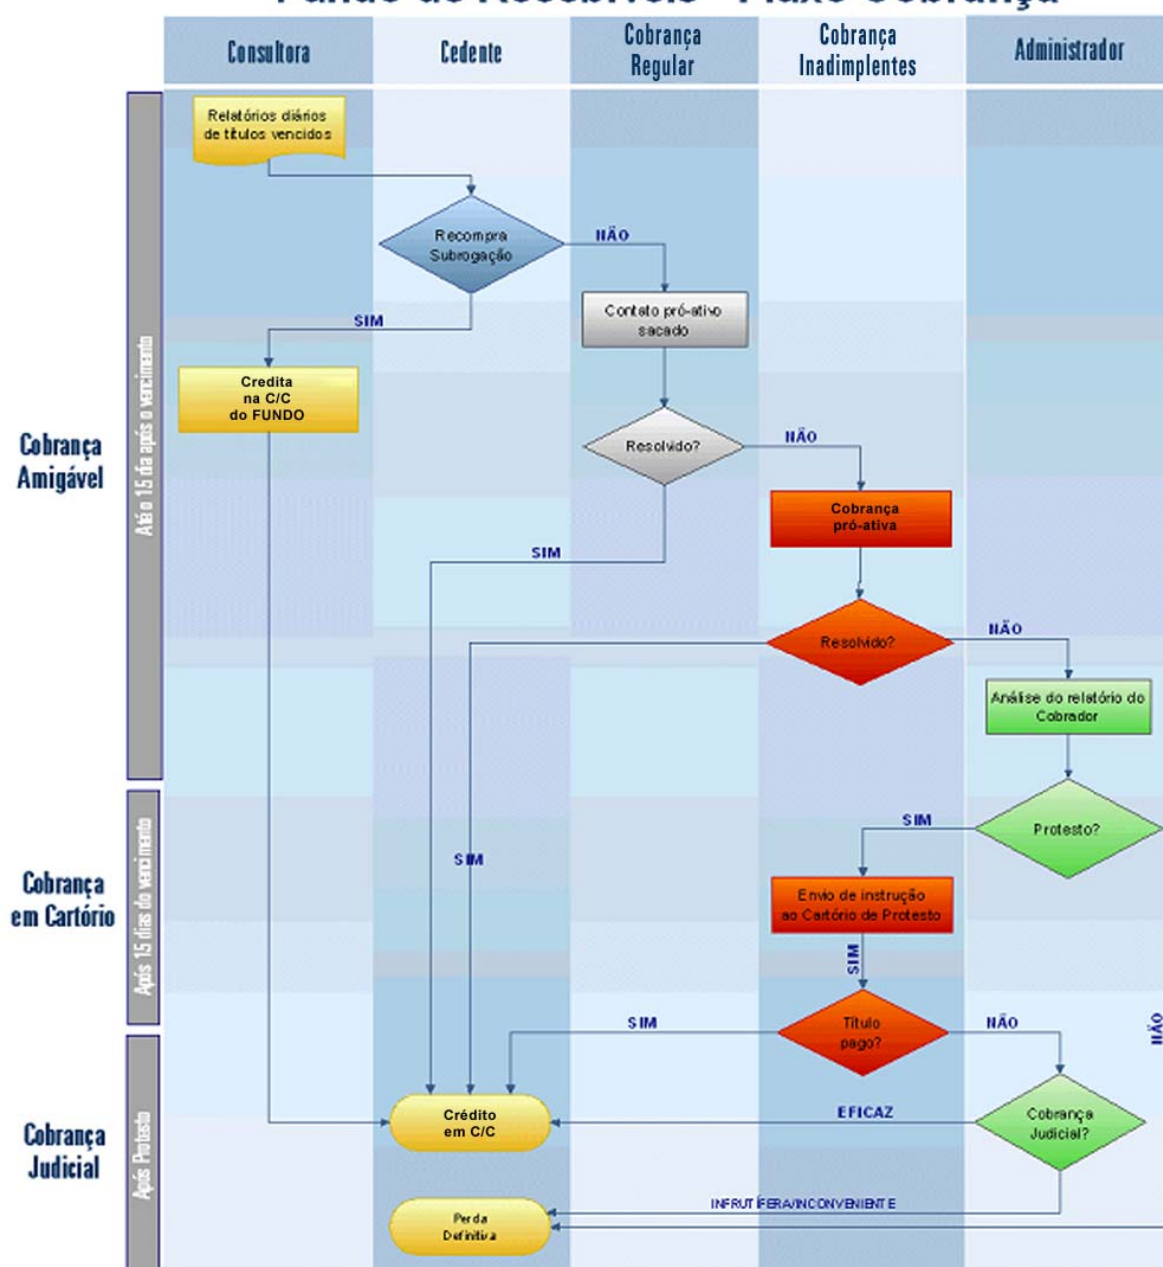 Consultora
Cedente
Cobrança
Regular
Cobrança
Inadimplentes
Administrador
Relatórios diários
de títulos vencidos
Recompra
Subrogação
NÃO
Contato pró-ativo
sacado
SIM
Credita
na C/C
do FUNDO
Cobrança
Amigável
Até o 15 dia após o vencimento
Resolvido?
NÃO
Cobrança
pró-ativa
SIM
Resolvido?
NÃO
Análise do relatório do
Cobrador
Protesto?
SIM
SIM
Cobrança
em Cartório
Após 15 dias do vencimento
Envio de instrução
ao Cartório de Protesto
SIM
Título
pago?
SIM
NÃO
NÃO
Cobrança
Judicial
Após Protesto
Crédito
em C/C
EFICAZ
Cobrança
Judicial?
INFRUTÍFERA/INCONVENIENTE
Perda
Definitiva